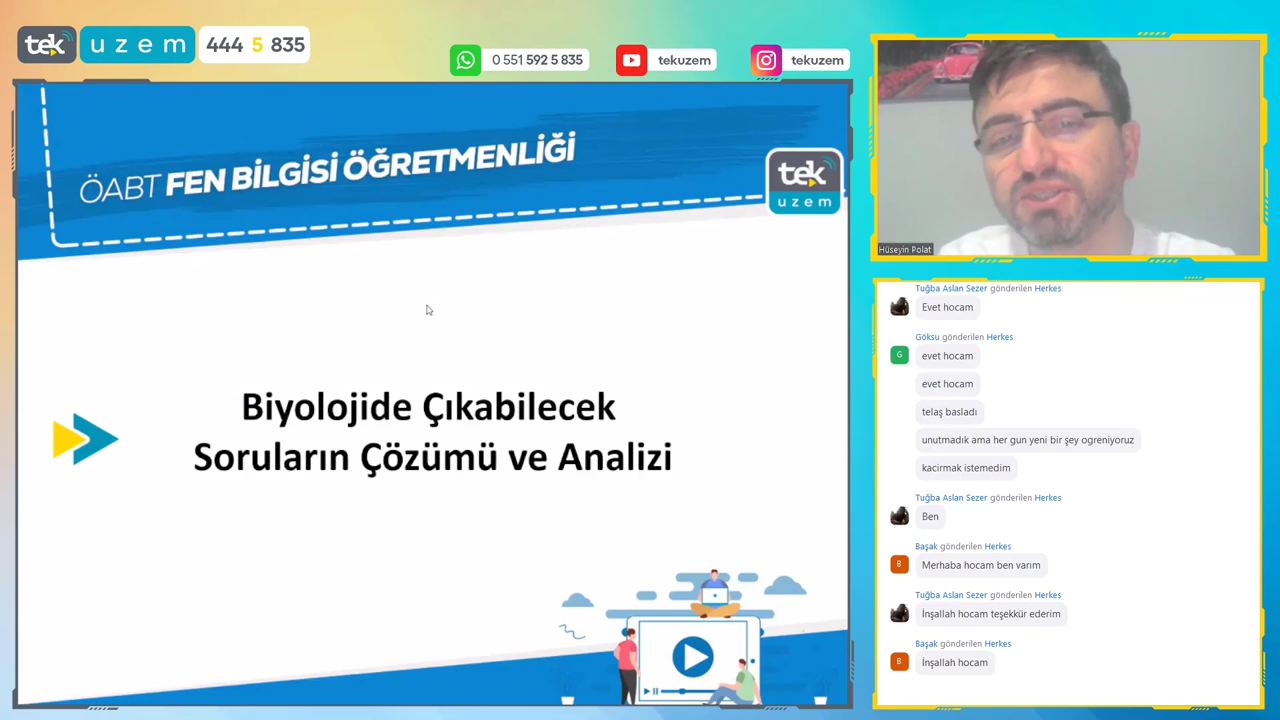 tek
uzem
444 5 835
0 551 592 5 835
tekuzem
tekuzem
ÖABT FEN BİLGİSİ ÖĞRETMENLİĞİ
tek
uzem
Biyolojide Çıkabilecek
Soruların Çözümü ve Analizi
Hüseyin Polat
Tuğba Aslan Sezer gönderilen Herkes
Evet hocam
Göksu gönderilen Herkes
G
evet hocam
evet hocam
telaş basladı
unutmadık ama her gun yeni bir şey ogreniyoruz
kacirmak istemedim
Tuğba Aslan Sezer gönderilen Herkes
Ben
Başak gönderilen Herkes
B
Merhaba hocam ben varım
Tuğba Aslan Sezer gönderilen Herkes
İnşallah hocam teşekkür ederim
Başak gönderilen Herkes
B
İnşallah hocam